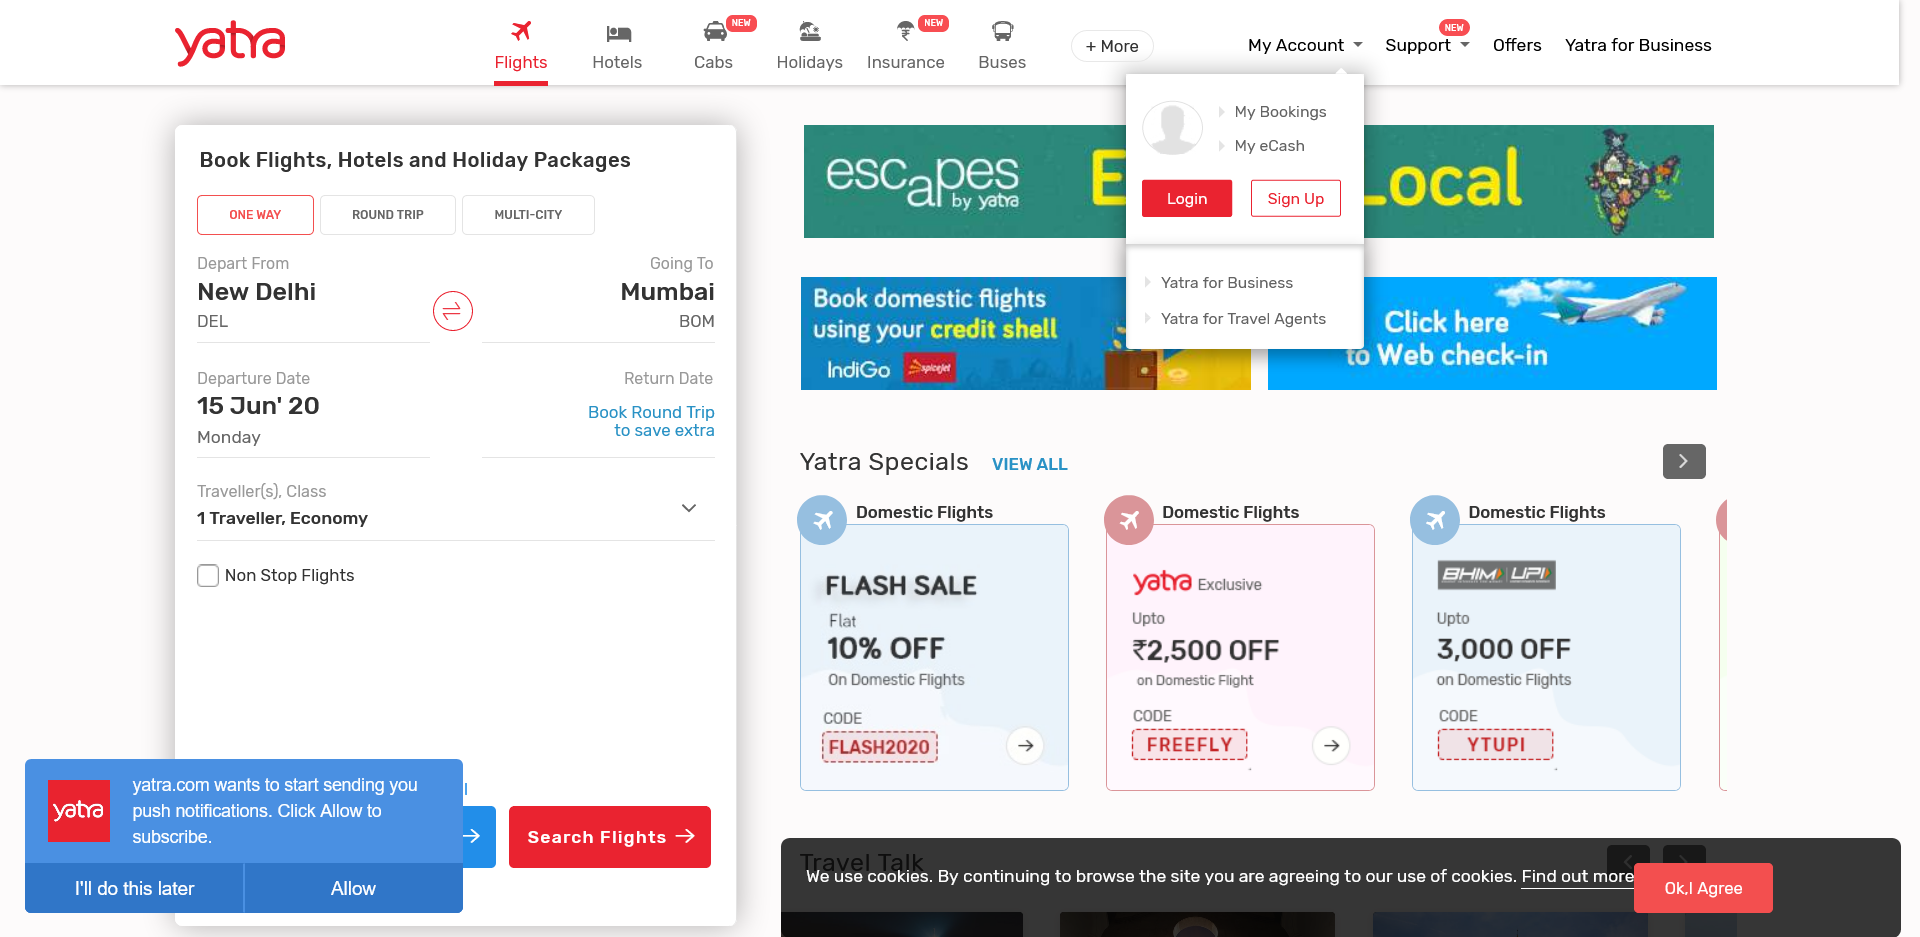 yatra
Flights
Hotels
NEW
Cabs
Holidays
NEW
Insurance
Buses
+ More
My Account
NEW
Support
Offers
Yatra for Business
My Bookings
My eCash
Login
Sign Up
Yatra for Business
Yatra for Travel Agents
Book Flights, Hotels and Holiday Packages
ONE WAY
ROUND TRIP
MULTI-CITY
Depart From
New Delhi
DEL
Going To
Mumbai
BOM
Departure Date
15 Jun' 20
Monday
Return Date
Book Round Trip
to save extra
Traveller(s), Class
1 Traveller, Economy
Non Stop Flights
Search Flights
yatra
yatra.com wants to start sending you
push notifications. Click Allow to
subscribe.
I'll do this later
Allow
escapes
by yatra
Local
Book domestic flights
using your credit shell
IndiGo
spicejet
Click here
to Web check-in
Yatra Specials
VIEW ALL
Domestic Flights
FLASH SALE
Flat
10% OFF
On Domestic Flights
CODE
FLASH2020
Domestic Flights
yatra Exclusive
Upto
₹2,500 OFF
on Domestic Flight
CODE
FREEFLY
Domestic Flights
BHIM UPI
Upto
3,000 OFF
on Domestic Flights
CODE
YTUPI
Travel Talk
We use cookies. By continuing to browse the site you are agreeing to our use of cookies. Find out more
Ok,I Agree